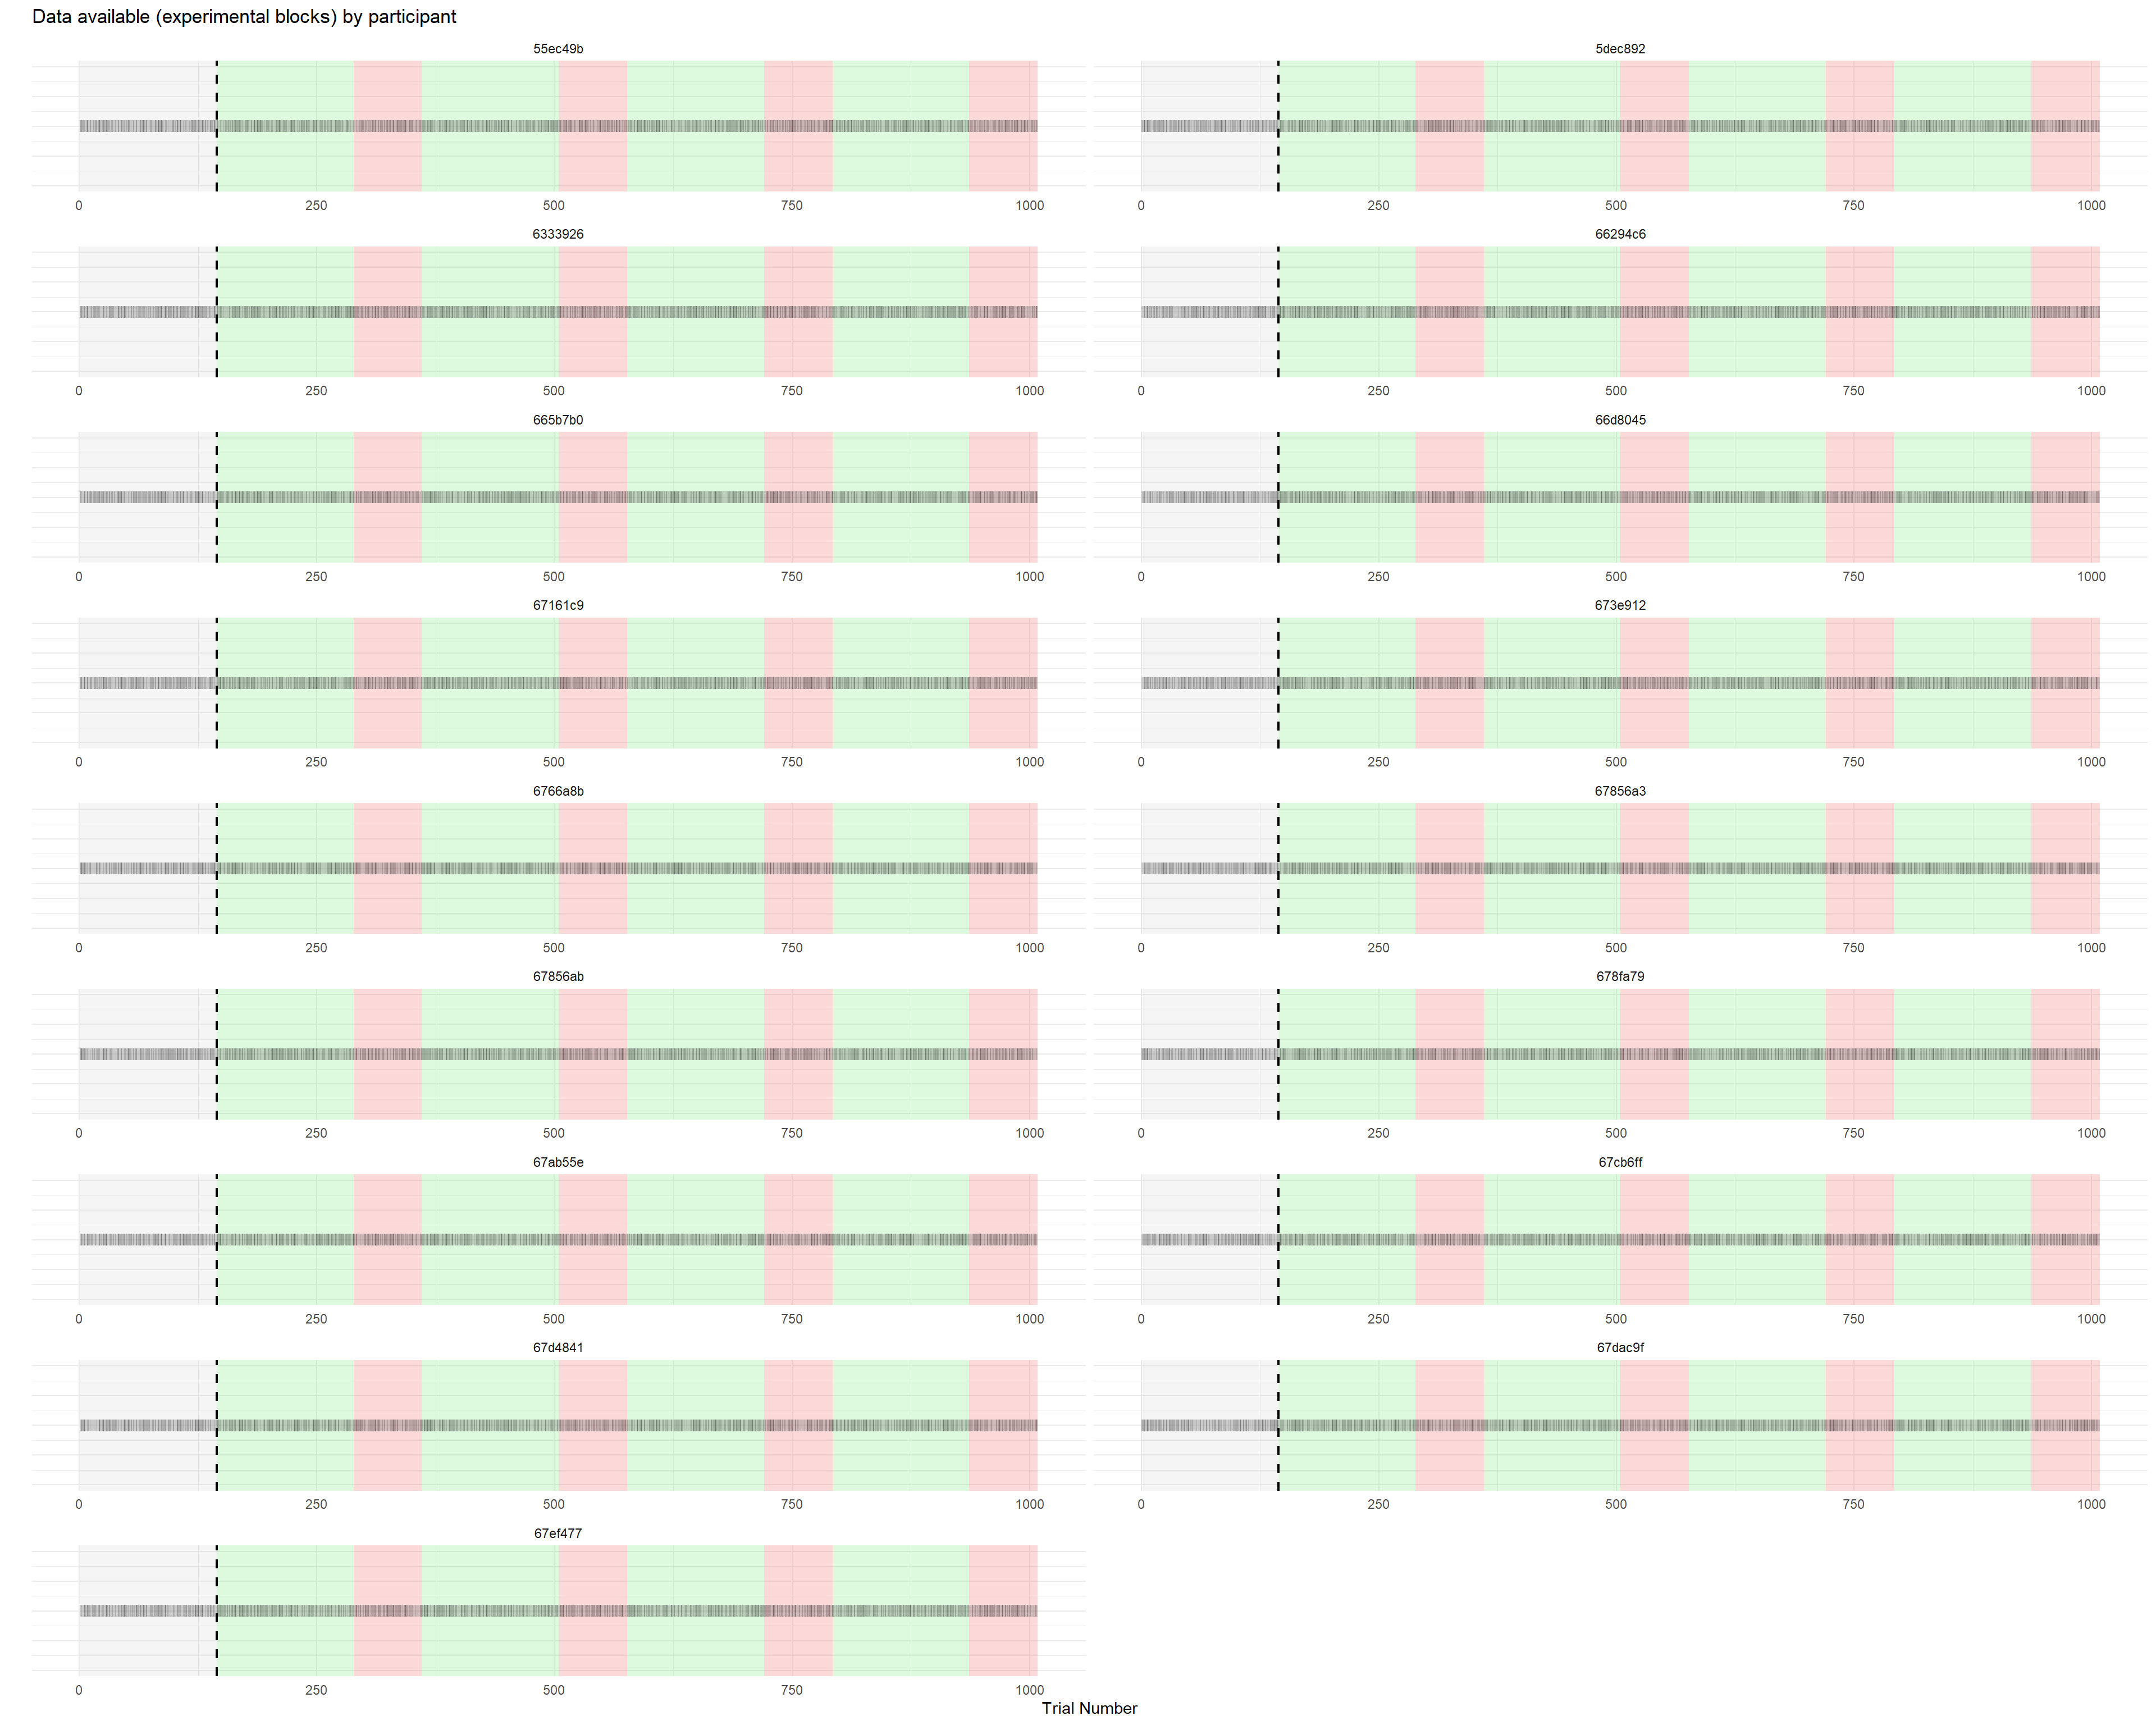 Data available (experimental blocks) by participant
55ec49b 5dec892
0 250 500 750 1000 0 250 500 750 1000
6333926 66294c6
0 250 500 750 1000 0 250 500 750 1000
665b7b0 66d8045
0 250 500 750 1000 0 250 500 750 1000
67161c9 673e912
0 250 500 750 1000 0 250 500 750 1000
6766a8b 67856a3
0 250 500 750 1000 0 250 500 750 1000
67856ab 678fa79
0 250 500 750 1000 0 250 500 750 1000
67ab55e 67cb6ff
0 250 500 750 1000 0 250 500 750 1000
67d4841 67dac9f
0 250 500 750 1000 0 250 500 750 1000
67ef477
0 250 500 750 1000
Trial Number